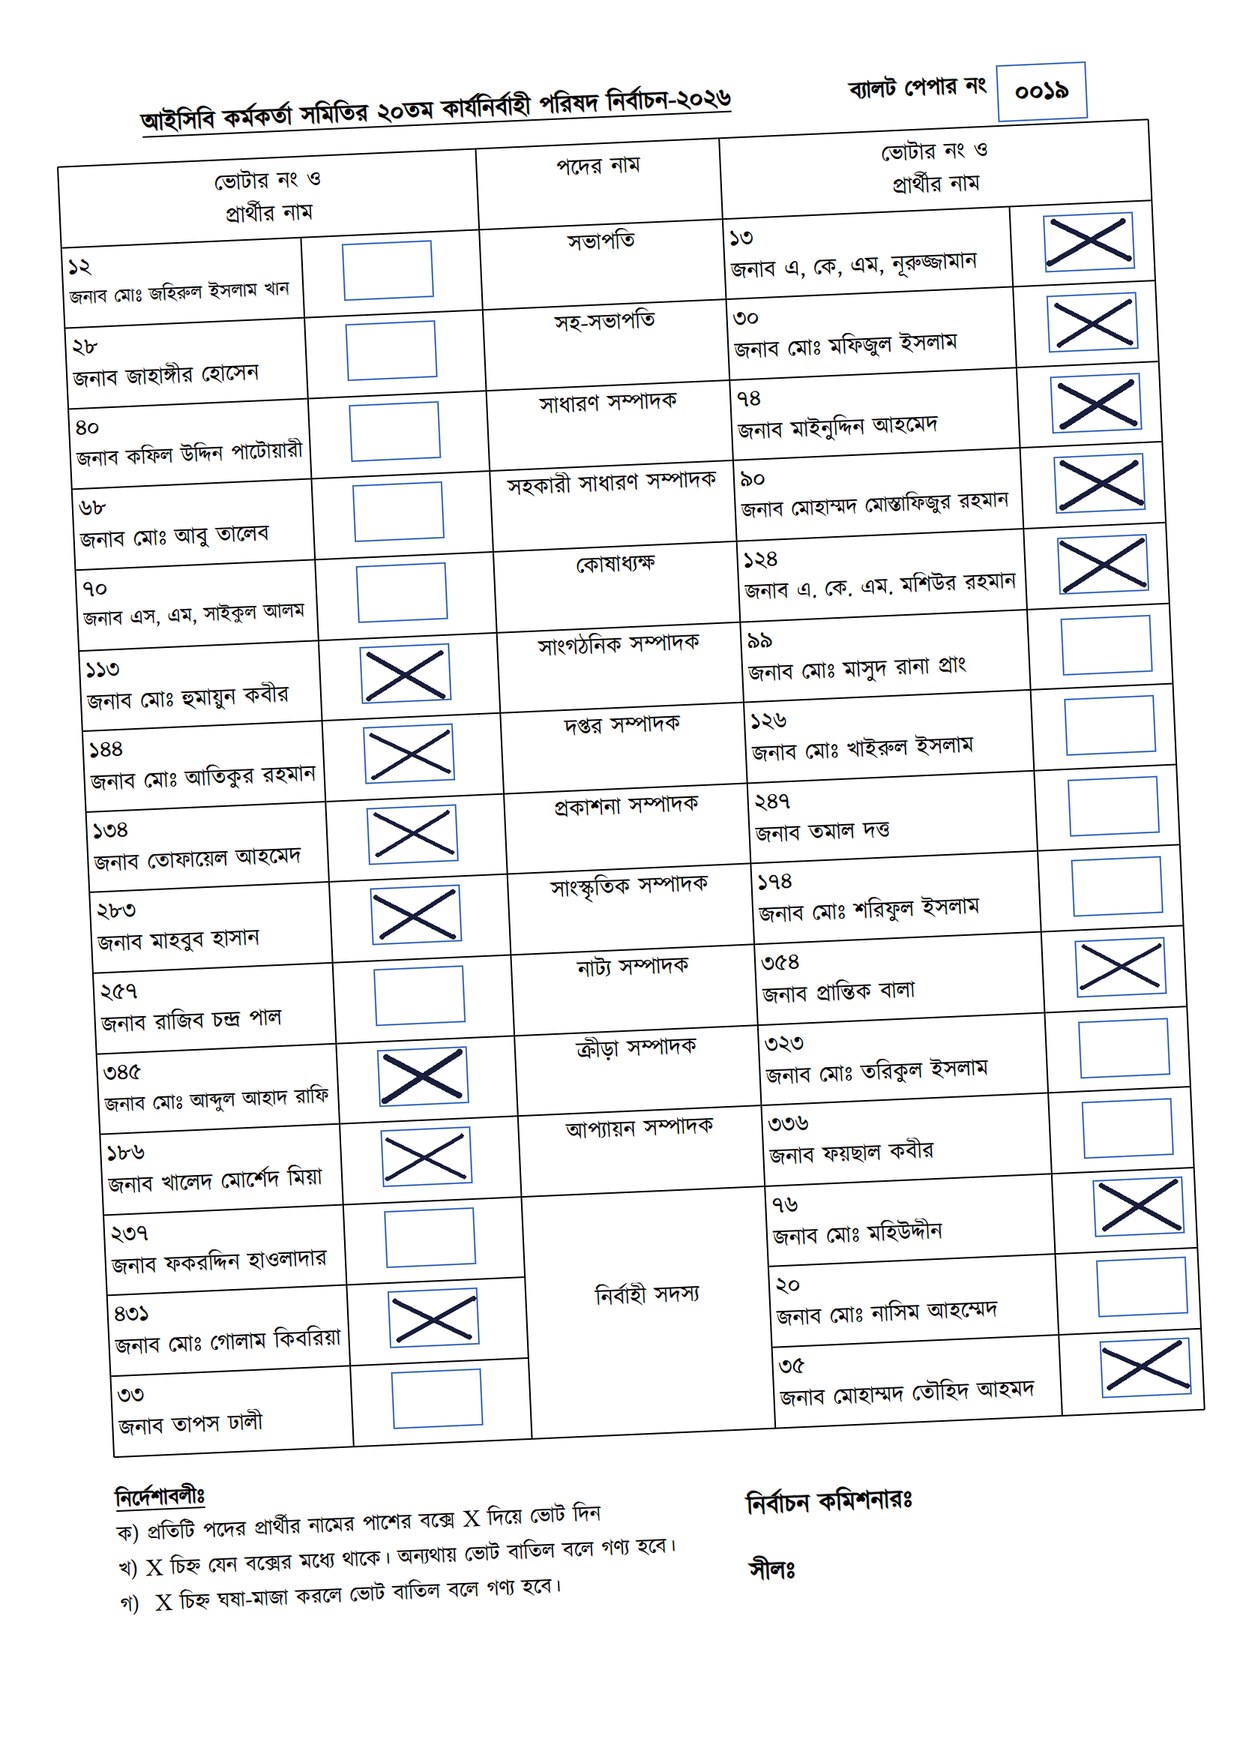 আইসিবি কর্মকর্তা সমিতির ২০তম কার্যনির্বাহী পরিষদ নির্বাচন-২০২৬
ব্যালট পেপার নং ০০১৯
ভোটার নং ও
প্রার্থীর নাম
পদের নাম
ভোটার নং ও
প্রার্থীর নাম
১২
জনাব মোঃ জহিরুল ইসলাম খান
সভাপতি
১৩
জনাব এ, কে, এম, নূরুজ্জামান
X
২৮
জনাব জাহাঙ্গীর হোসেন
সহ-সভাপতি
৩০
জনাব মোঃ মফিজুল ইসলাম
X
৪০
জনাব কফিল উদ্দিন পাটোয়ারী
সাধারণ সম্পাদক
৭৪
জনাব মাইনুদ্দিন আহমেদ
X
৬৮
জনাব মোঃ আবু তালেব
সহকারী সাধারণ সম্পাদক
৯০
জনাব মোহাম্মদ মোস্তাফিজুর রহমান
X
৭০
জনাব এস, এম, সাইকুল আলম
কোষাধ্যক্ষ
১২৪
জনাব এ. কে. এম. মশিউর রহমান
X
১১৩
জনাব মোঃ হুমায়ুন কবীর
X
সাংগঠনিক সম্পাদক
৯৯
জনাব মোঃ মাসুদ রানা প্রাং
১৪৪
জনাব মোঃ আতিকুর রহমান
X
দপ্তর সম্পাদক
১২৬
জনাব মোঃ খাইরুল ইসলাম
১৩৪
জনাব তোফায়েল আহমেদ
X
প্রকাশনা সম্পাদক
২৪৭
জনাব তমাল দত্ত
২৮৩
জনাব মাহবুব হাসান
X
সাংস্কৃতিক সম্পাদক
১৭৪
জনাব মোঃ শরিফুল ইসলাম
২৫৭
জনাব রাজিব চন্দ্র পাল
নাট্য সম্পাদক
৩৫৪
জনাব প্রান্তিক বালা
X
৩৪৫
জনাব মোঃ আব্দুল আহাদ রাফি
X
ক্রীড়া সম্পাদক
৩২৩
জনাব মোঃ তরিকুল ইসলাম
১৮৬
জনাব খালেদ মোর্শেদ মিয়া
X
আপ্যায়ন সম্পাদক
৩৩৬
জনাব ফয়ছাল কবীর
২৩৭
জনাব ফকরদ্দিন হাওলাদার
৭৬
জনাব মোঃ মহিউদ্দীন
X
৪৩১
জনাব মোঃ গোলাম কিবরিয়া
X
নির্বাহী সদস্য
২০
জনাব মোঃ নাসিম আহম্মেদ
৩৩
জনাব তাপস ঢালী
৩৫
জনাব মোহাম্মদ তৌহিদ আহমদ
X
নির্দেশাবলীঃ
ক) প্রতিটি পদের প্রার্থীর নামের পাশের বক্সে X দিয়ে ভোট দিন
খ) X চিহ্ন যেন বক্সের মধ্যে থাকে। অন্যথায় ভোট বাতিল বলে গণ্য হবে।
গ) X চিহ্ন ঘষা-মাজা করলে ভোট বাতিল বলে গণ্য হবে।
নির্বাচন কমিশনারঃ
সীলঃ